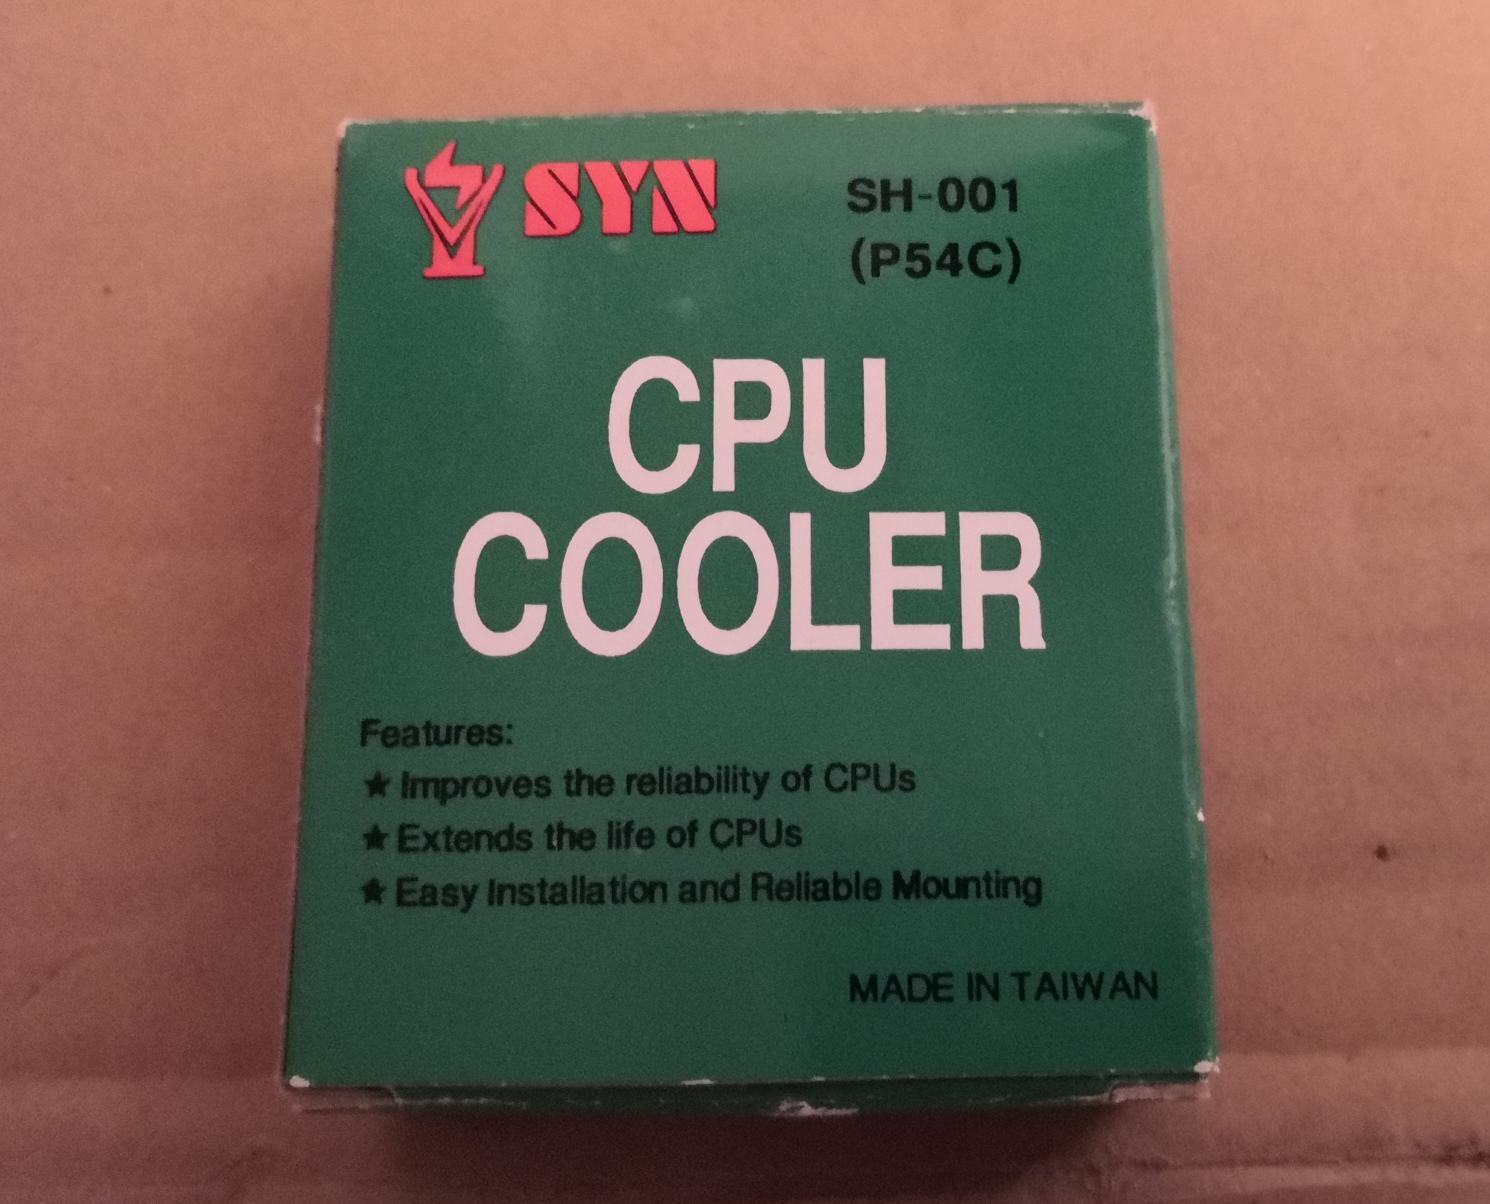 SYN
SH-001
(P54C)
CPU
COOLER
Features:
★ Improves the reliability of CPUs
★ Extends the life of CPUs
★ Easy Installation and Reliable Mounting
MADE IN TAIWAN